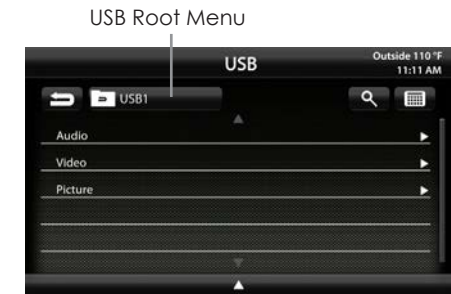 USB Root Menu
USB
Outside 110 °F
11:11 AM
USB1
Audio
Video
Picture